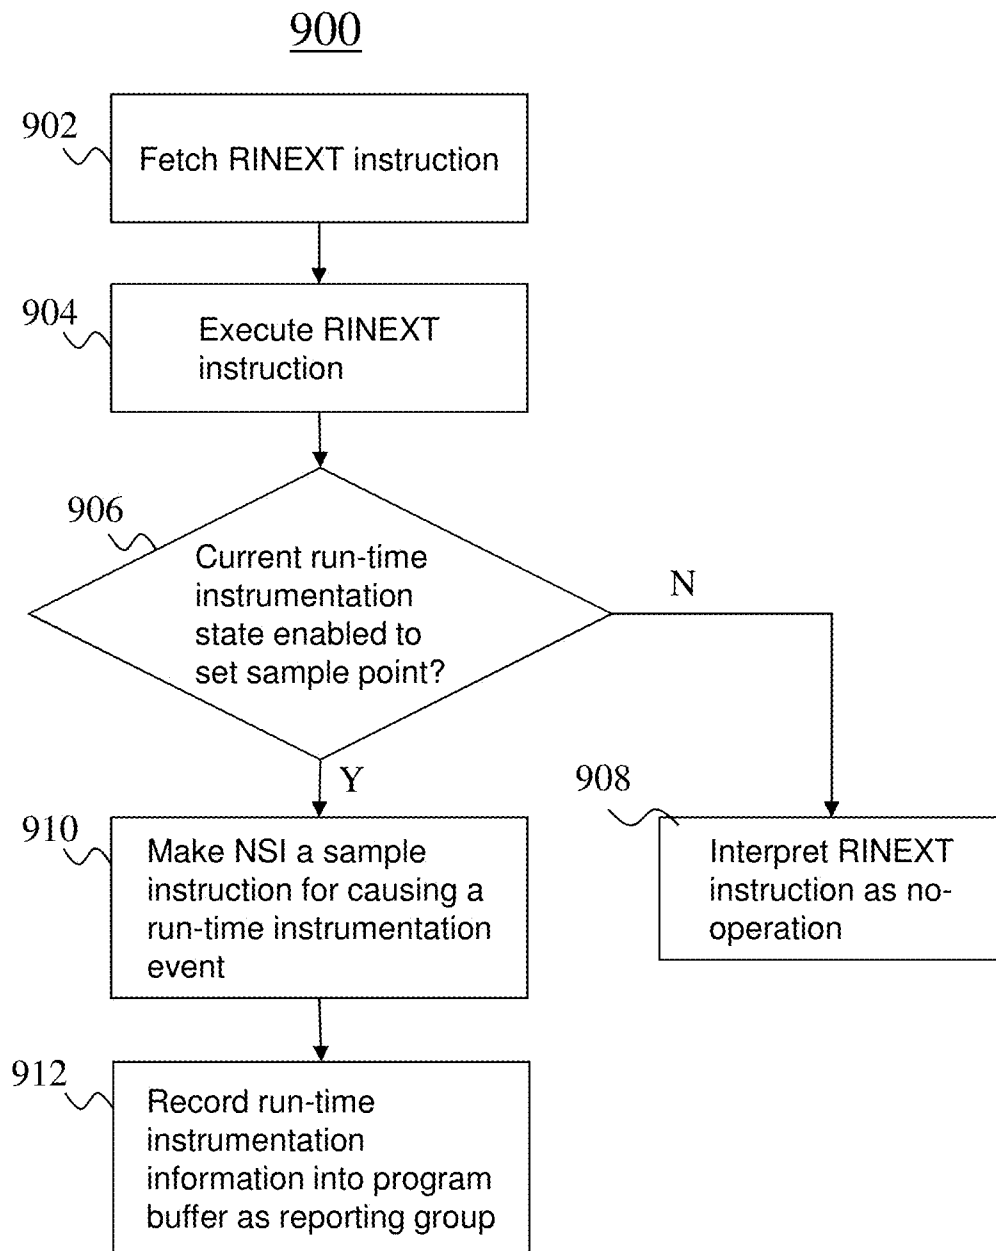 900
902
Fetch RINEXT instruction
904
Execute RINEXT
instruction
906
Current run-time
instrumentation
state enabled to
set sample point?
N
Y
908
Interpret RINEXT
instruction as no-
operation
910
Make NSI a sample
instruction for causing a
run-time instrumentation
event
912
Record run-time
instrumentation
information into program
buffer as reporting group